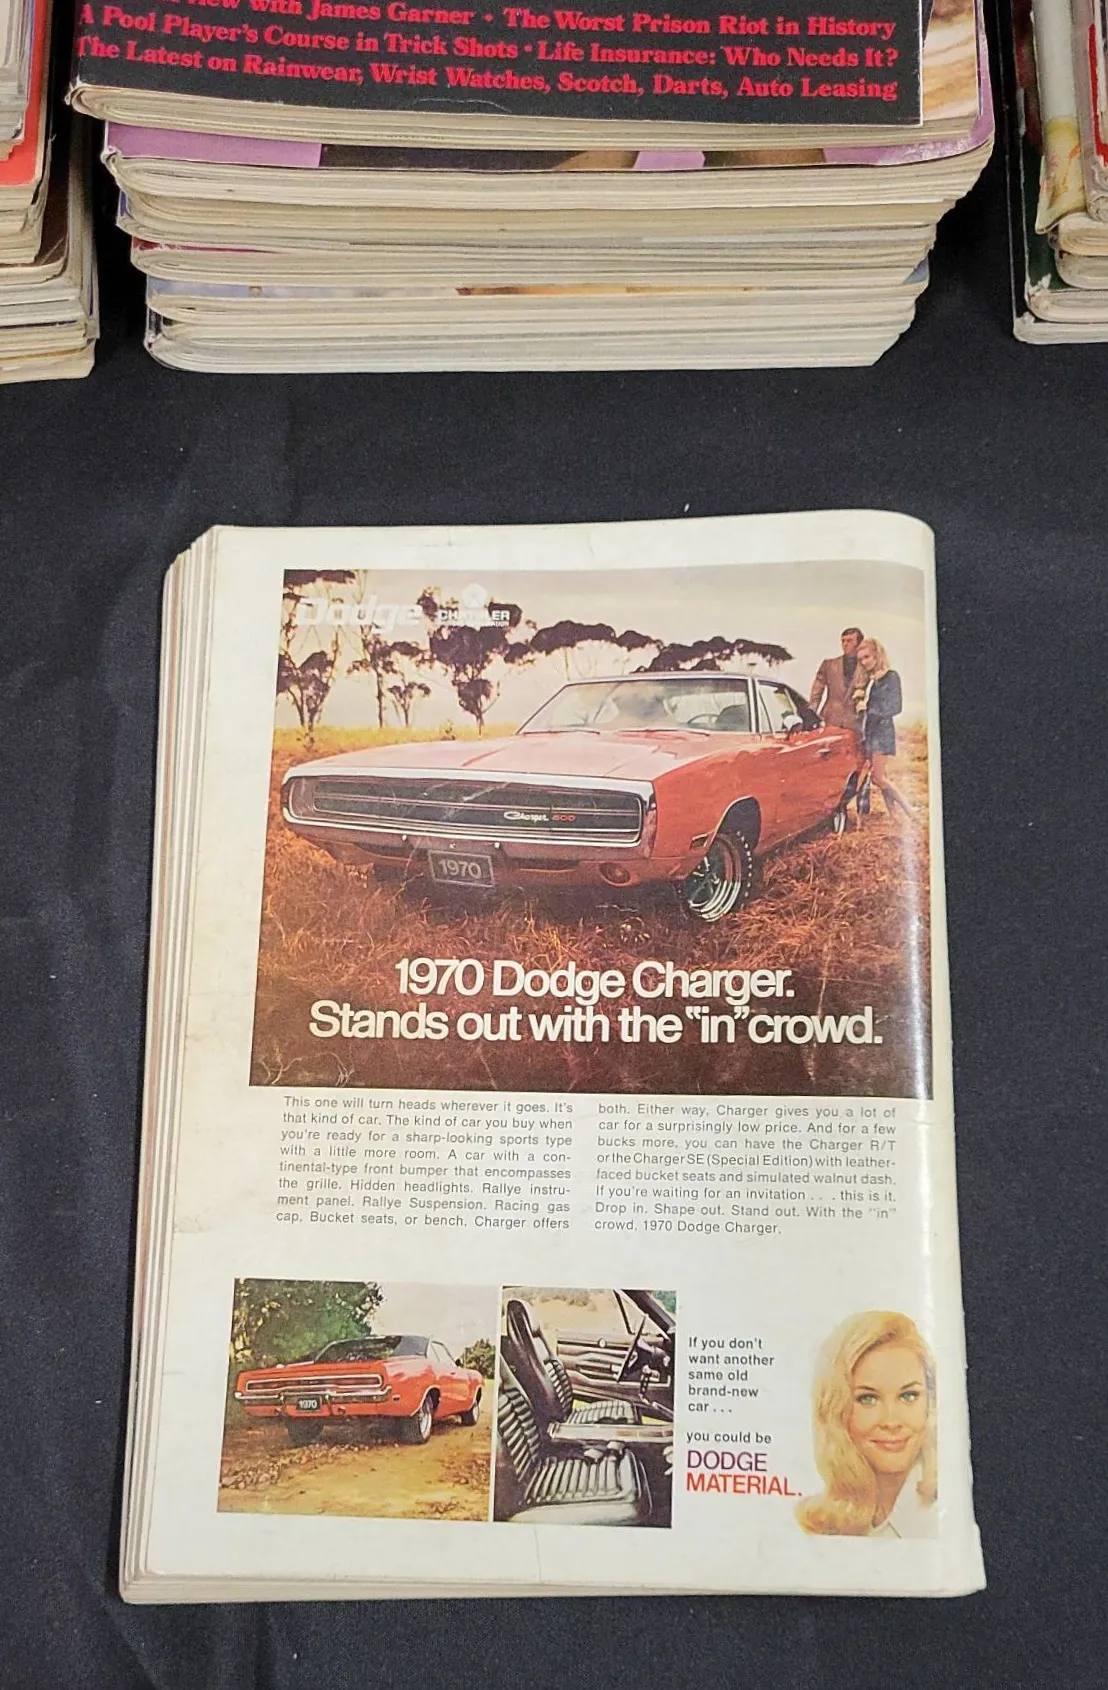 with James Garner • The Worst Prison Riot in History
A Pool Player's Course in Trick Shots • Life Insurance: Who Needs It?
The Latest on Rainwear, Wrist Watches, Scotch, Darts, Auto Leasing
Dodge
CHRYSLER
Charger 500
1970
1970 Dodge Charger.
Stands out with the "in" crowd.
This one will turn heads wherever it goes. It's
that kind of car. The kind of car you buy when
you're ready for a sharp-looking sports type
with a little more room. A car with a con-
tinental-type front bumper that encompasses
the grille. Hidden headlights. Rallye instru-
ment panel. Rallye Suspension. Racing gas
cap. Bucket seats, or bench. Charger offers
both. Either way, Charger gives you a lot of
car for a surprisingly low price. And for a few
bucks more, you can have the Charger R/T
or the Charger SE (Special Edition) with leather-
faced bucket seats and simulated walnut dash.
If you're waiting for an invitation . . . this is it.
Drop in. Shape out. Stand out. With the "in"
crowd. 1970 Dodge Charger.
1970
If you don't
want another
same old
brand-new
car . . .
you could be
DODGE
MATERIAL.